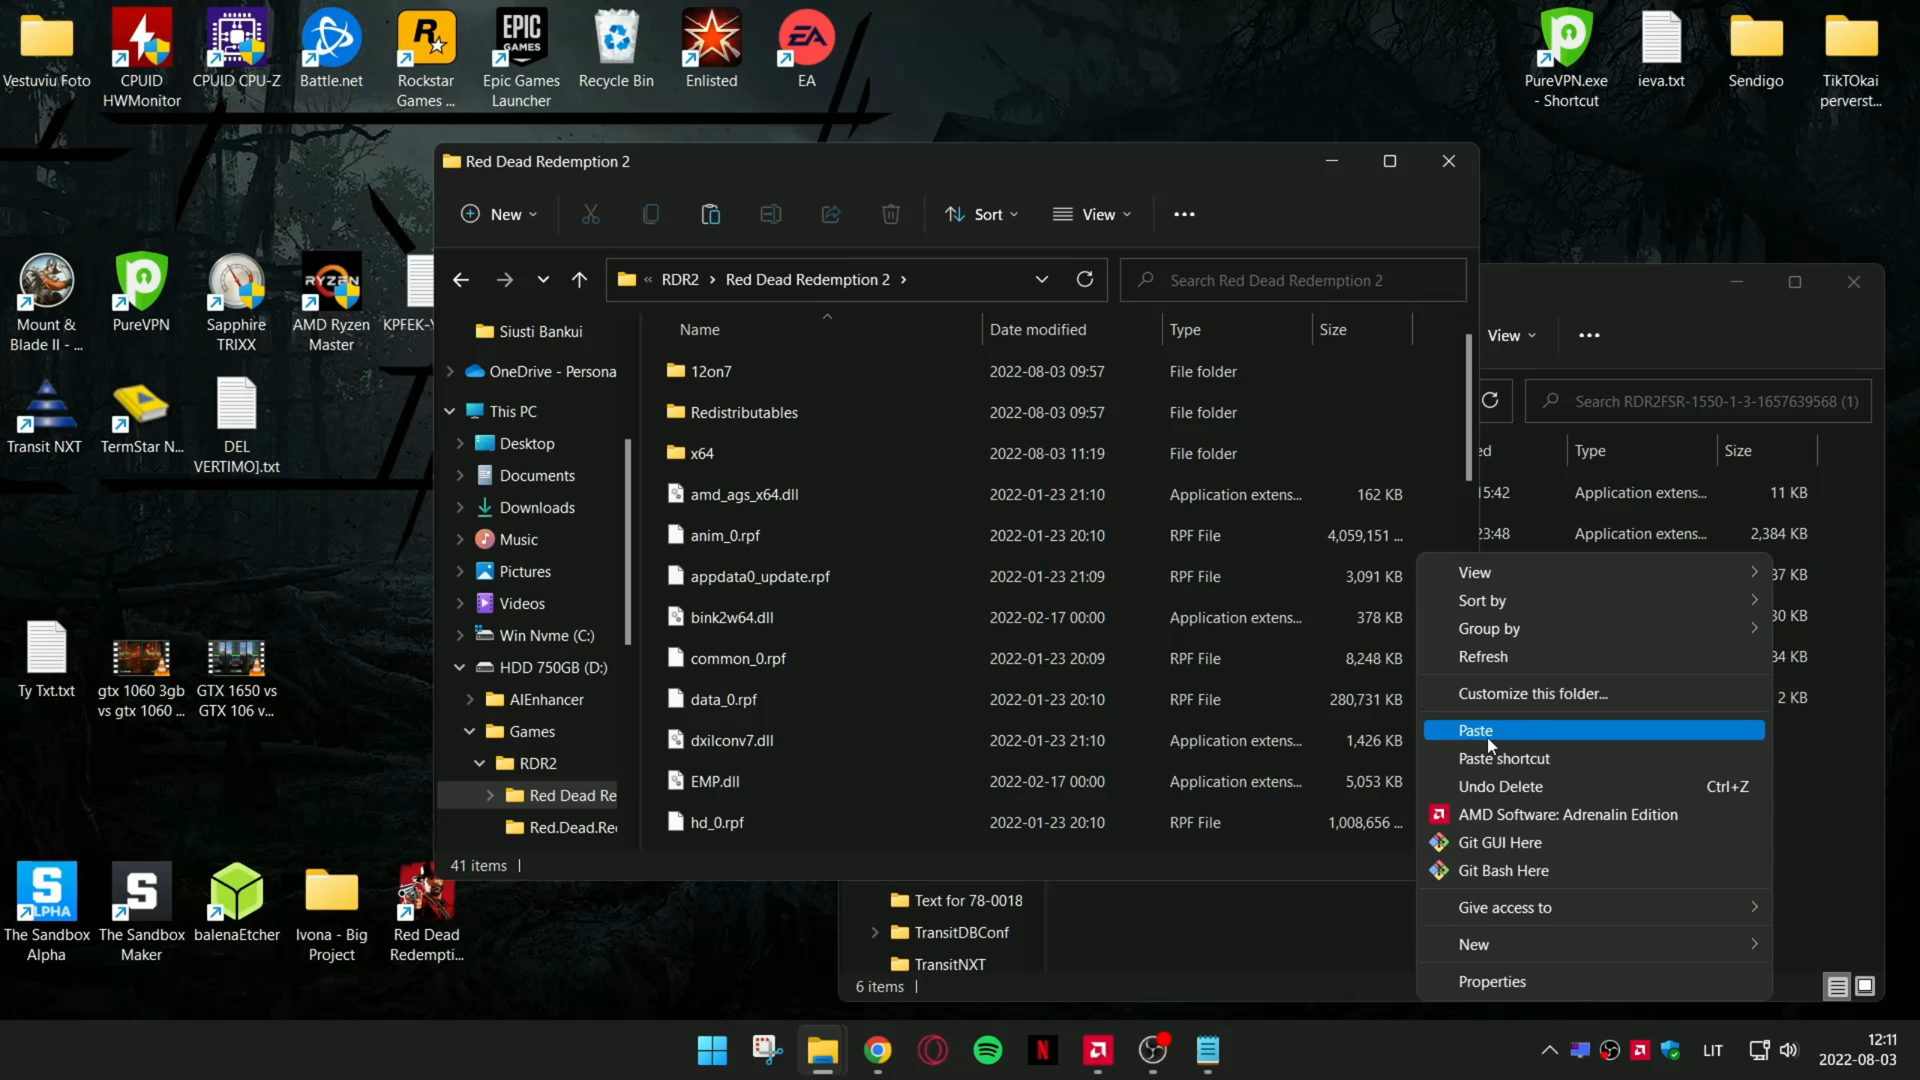 Vestuviu Foto
CPUID
HWMonitor
CPUID CPU-Z
Battle.net
Rockstar
Games ...
EPIC
GAMES
Epic Games
Launcher
Recycle Bin
Enlisted
EA
EA
PureVPN.exe
- Shortcut
ieva.txt
Sendigo
TikTOkai
perverst...
Mount &
Blade II - ...
PureVPN
Sapphire
TRIXX
RYZEN
AMD Ryzen
Master
Transit NXT
TermStar N...
DEL
VERTIMO].txt
Ty Txt.txt
gtx 1060 3gb
vs gtx 1060 ...
GTX 1650 vs
GTX 106 v...
The Sandbox
Alpha
The Sandbox
Maker
balenaEtcher
Ivona - Big
Project
Red Dead
Redempti...
Red Dead Redemption 2
New
Sort
View
RDR2 > Red Dead Redemption 2 >
Search Red Dead Redemption 2
Siusti Bankui
OneDrive - Persona
This PC
Desktop
Documents
Downloads
Music
Pictures
Videos
Win Nvme (C:)
HDD 750GB (D:)
AIEnhancer
Games
RDR2
Red Dead Re
Red.Dead.Re
Name Date modified Type Size
12on7 2022-08-03 09:57 File folder
Redistributables 2022-08-03 09:57 File folder
x64 2022-08-03 11:19 File folder
amd_ags_x64.dll 2022-01-23 21:10 Application extens... 162 KB
anim_0.rpf 2022-01-23 20:10 RPF File 4,059,151 ...
appdata0_update.rpf 2022-01-23 21:09 RPF File 3,091 KB
bink2w64.dll 2022-02-17 00:00 Application extens... 378 KB
common_0.rpf 2022-01-23 20:09 RPF File 8,248 KB
data_0.rpf 2022-01-23 20:10 RPF File 280,731 KB
dxilconv7.dll 2022-01-23 21:10 Application extens... 1,426 KB
EMP.dll 2022-02-17 00:00 Application extens... 5,053 KB
hd_0.rpf 2022-01-23 20:10 RPF File 1,008,656 ...
41 items
View
Search RDR2FSR-1550-1-3-1657639568 (1)
ed Type Size
15:42 Application extens... 11 KB
23:48 Application extens... 2,384 KB
37 KB
30 KB
34 KB
2 KB
Text for 78-0018
TransitDBConf
TransitNXT
6 items
View
Sort by
Group by
Refresh
Customize this folder...
Paste
Paste shortcut
Undo Delete Ctrl+Z
AMD Software: Adrenalin Edition
Git GUI Here
Git Bash Here
Give access to
New
Properties
LIT
12:11
2022-08-03